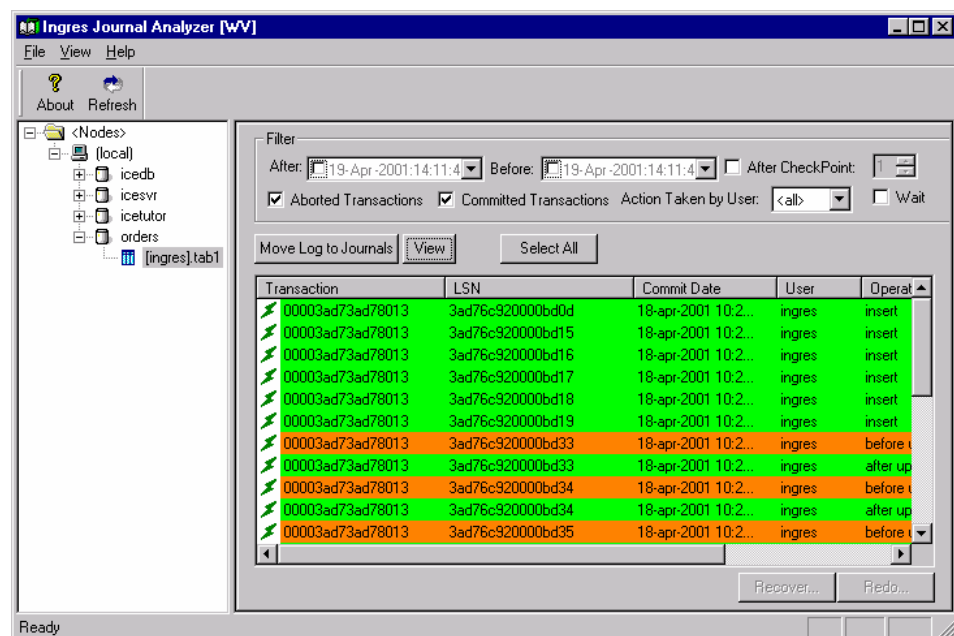 Ingres Journal Analyzer [WV]
File View Help
About Refresh
<Nodes>
(local)
icedb
icesvr
icetutor
orders
[ingres].tab1
Filter
After: 19-Apr-2001:14:11:4 Before: 19-Apr-2001:14:11:4 After CheckPoint: 1
Aborted Transactions Committed Transactions Action Taken by User: <all> Wait
Move Log to Journals View Select All
Transaction LSN Commit Date User Operat
00003ad73ad78013 3ad76c920000bd0d 18-apr-2001 10:2... ingres insert
00003ad73ad78013 3ad76c920000bd15 18-apr-2001 10:2... ingres insert
00003ad73ad78013 3ad76c920000bd16 18-apr-2001 10:2... ingres insert
00003ad73ad78013 3ad76c920000bd17 18-apr-2001 10:2... ingres insert
00003ad73ad78013 3ad76c920000bd18 18-apr-2001 10:2... ingres insert
00003ad73ad78013 3ad76c920000bd19 18-apr-2001 10:2... ingres insert
00003ad73ad78013 3ad76c920000bd33 18-apr-2001 10:2... ingres before u
00003ad73ad78013 3ad76c920000bd33 18-apr-2001 10:2... ingres after up
00003ad73ad78013 3ad76c920000bd34 18-apr-2001 10:2... ingres before u
00003ad73ad78013 3ad76c920000bd34 18-apr-2001 10:2... ingres after up
00003ad73ad78013 3ad76c920000bd35 18-apr-2001 10:2... ingres before u
Recover... Redo...
Ready